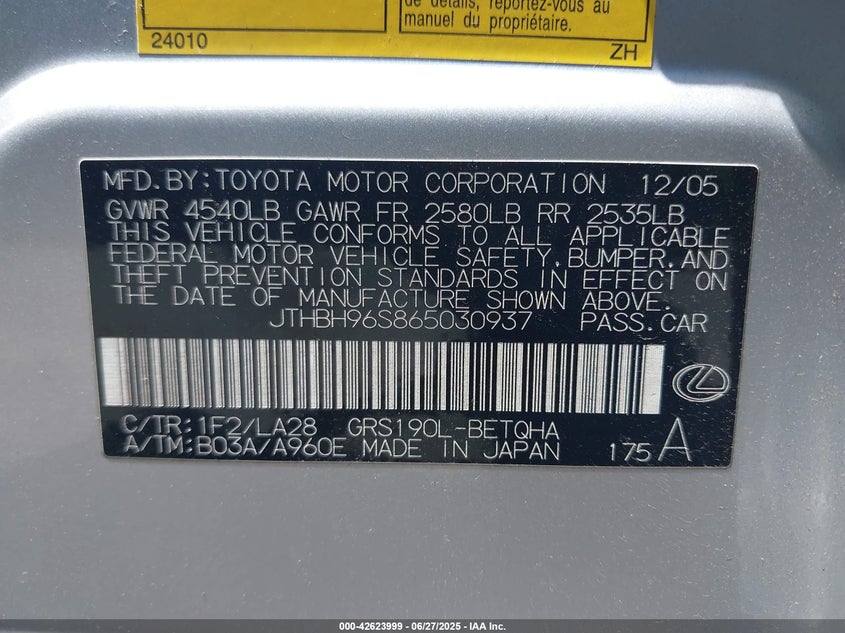 de détails, reportez-vous au
manuel du propriétaire.
24010
ZH
MFD.BY:TOYOTA MOTOR CORPORATION 12/05
GVWR 4540LB GAWR FR 2580LB RR 2535LB
THIS VEHICLE CONFORMS TO ALL APPLICABLE
FEDERAL MOTOR VEHICLE SAFETY,BUMPER,AND
THEFT PREVENTION STANDARDS IN EFFECT ON
THE DATE OF MANUFACTURE SHOWN ABOVE.
JTHBH96S865030937 PASS.CAR
C/TR:1F2/LA28 GRS190L-BETQHA
A/TM:B03A/A960E MADE IN JAPAN 175 A
000-42623999 - 06/27/2025 - IAA Inc.